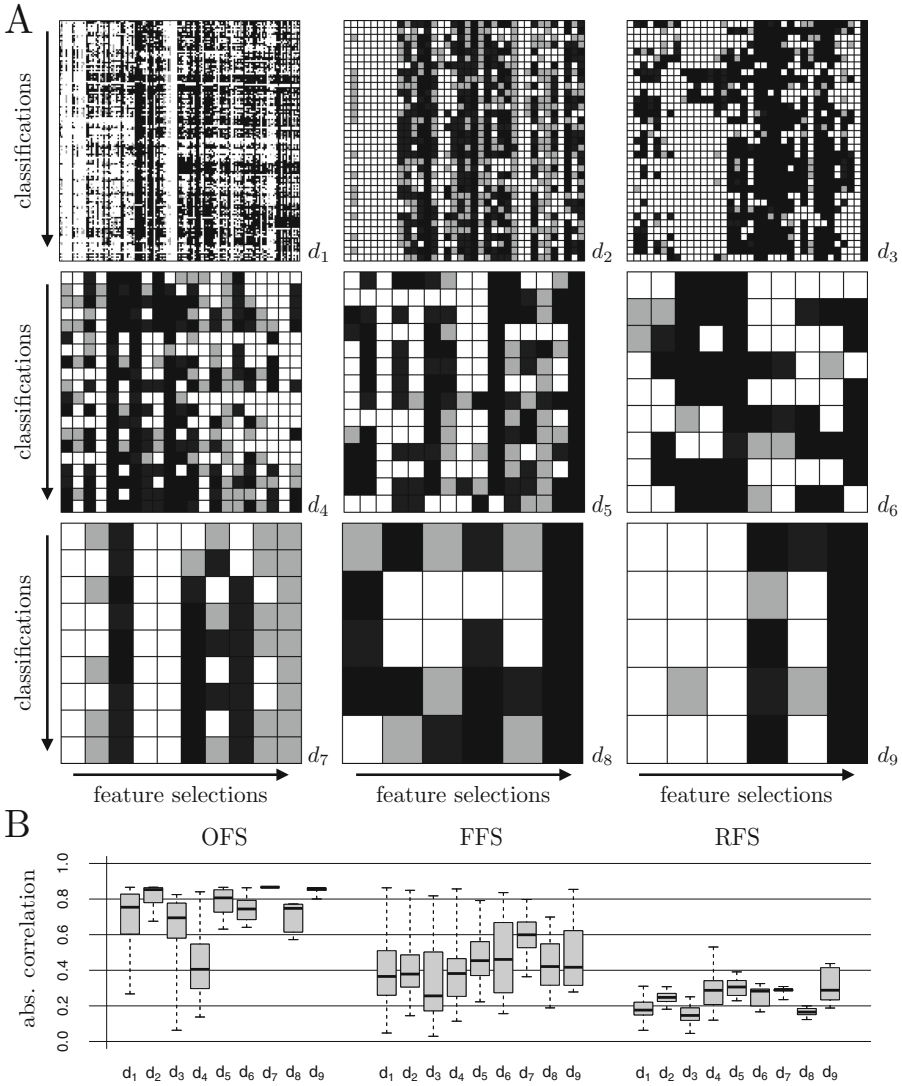 A
classifications
d1
d2
d3
classifications
d4
d5
d6
classifications
d7
d8
d9
feature selections
feature selections
feature selections
B
OFS
FFS
RFS
abs. correlation
1.0
0.8
0.6
0.4
0.2
0.0
d1 d2 d3 d4 d5 d6 d7 d8 d9
d1 d2 d3 d4 d5 d6 d7 d8 d9
d1 d2 d3 d4 d5 d6 d7 d8 d9